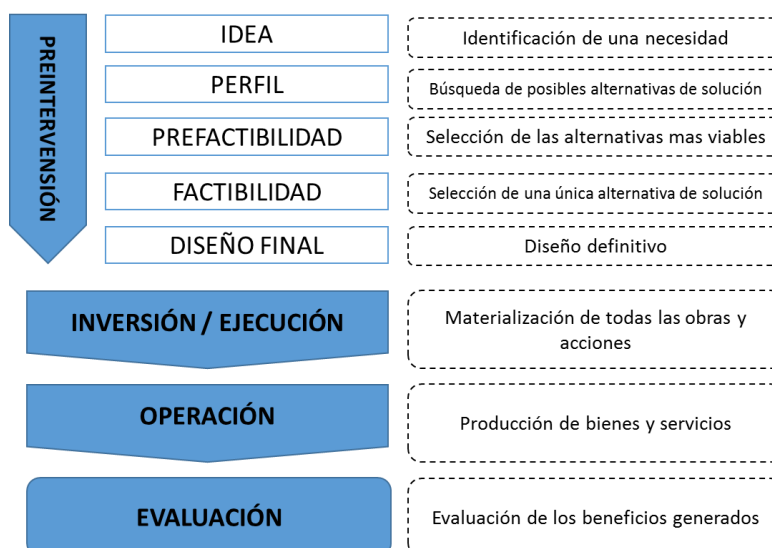 PREINTERVENSIÓN
IDEA
Identificación de una necesidad
PERFIL
Búsqueda de posibles alternativas de solución
PREFACTIBILIDAD
Selección de las alternativas mas viables
FACTIBILIDAD
Selección de una única alternativa de solución
DISEÑO FINAL
Diseño definitivo
INVERSIÓN / EJECUCIÓN
Materialización de todas las obras y
acciones
OPERACIÓN
Producción de bienes y servicios
EVALUACIÓN
Evaluación de los beneficios generados